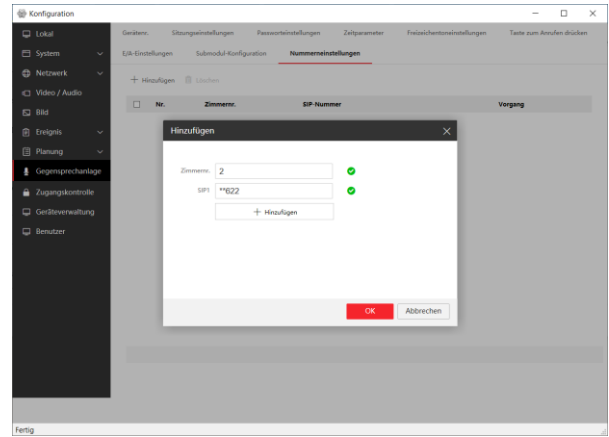 Konfiguration
Lokal
System
Netzwerk
Video / Audio
Bild
Ereignis
Planung
Gegensprechanlage
Zugangskontrolle
Geräteverwaltung
Benutzer
Gerätenr. Sitzungseinstellungen Passworteinstellungen Zeitparameter Freizeichentoneinstellungen Taste zum Anrufen drücken
E/A-Einstellungen Submodul-Konfiguration Nummerneinstellungen
+ Hinzufügen Löschen
Nr. Zimmernr. SIP-Nummer Vorgang
Hinzufügen
Zimmernr. 2
SIP1 **622
+ Hinzufügen
OK Abbrechen
Fertig